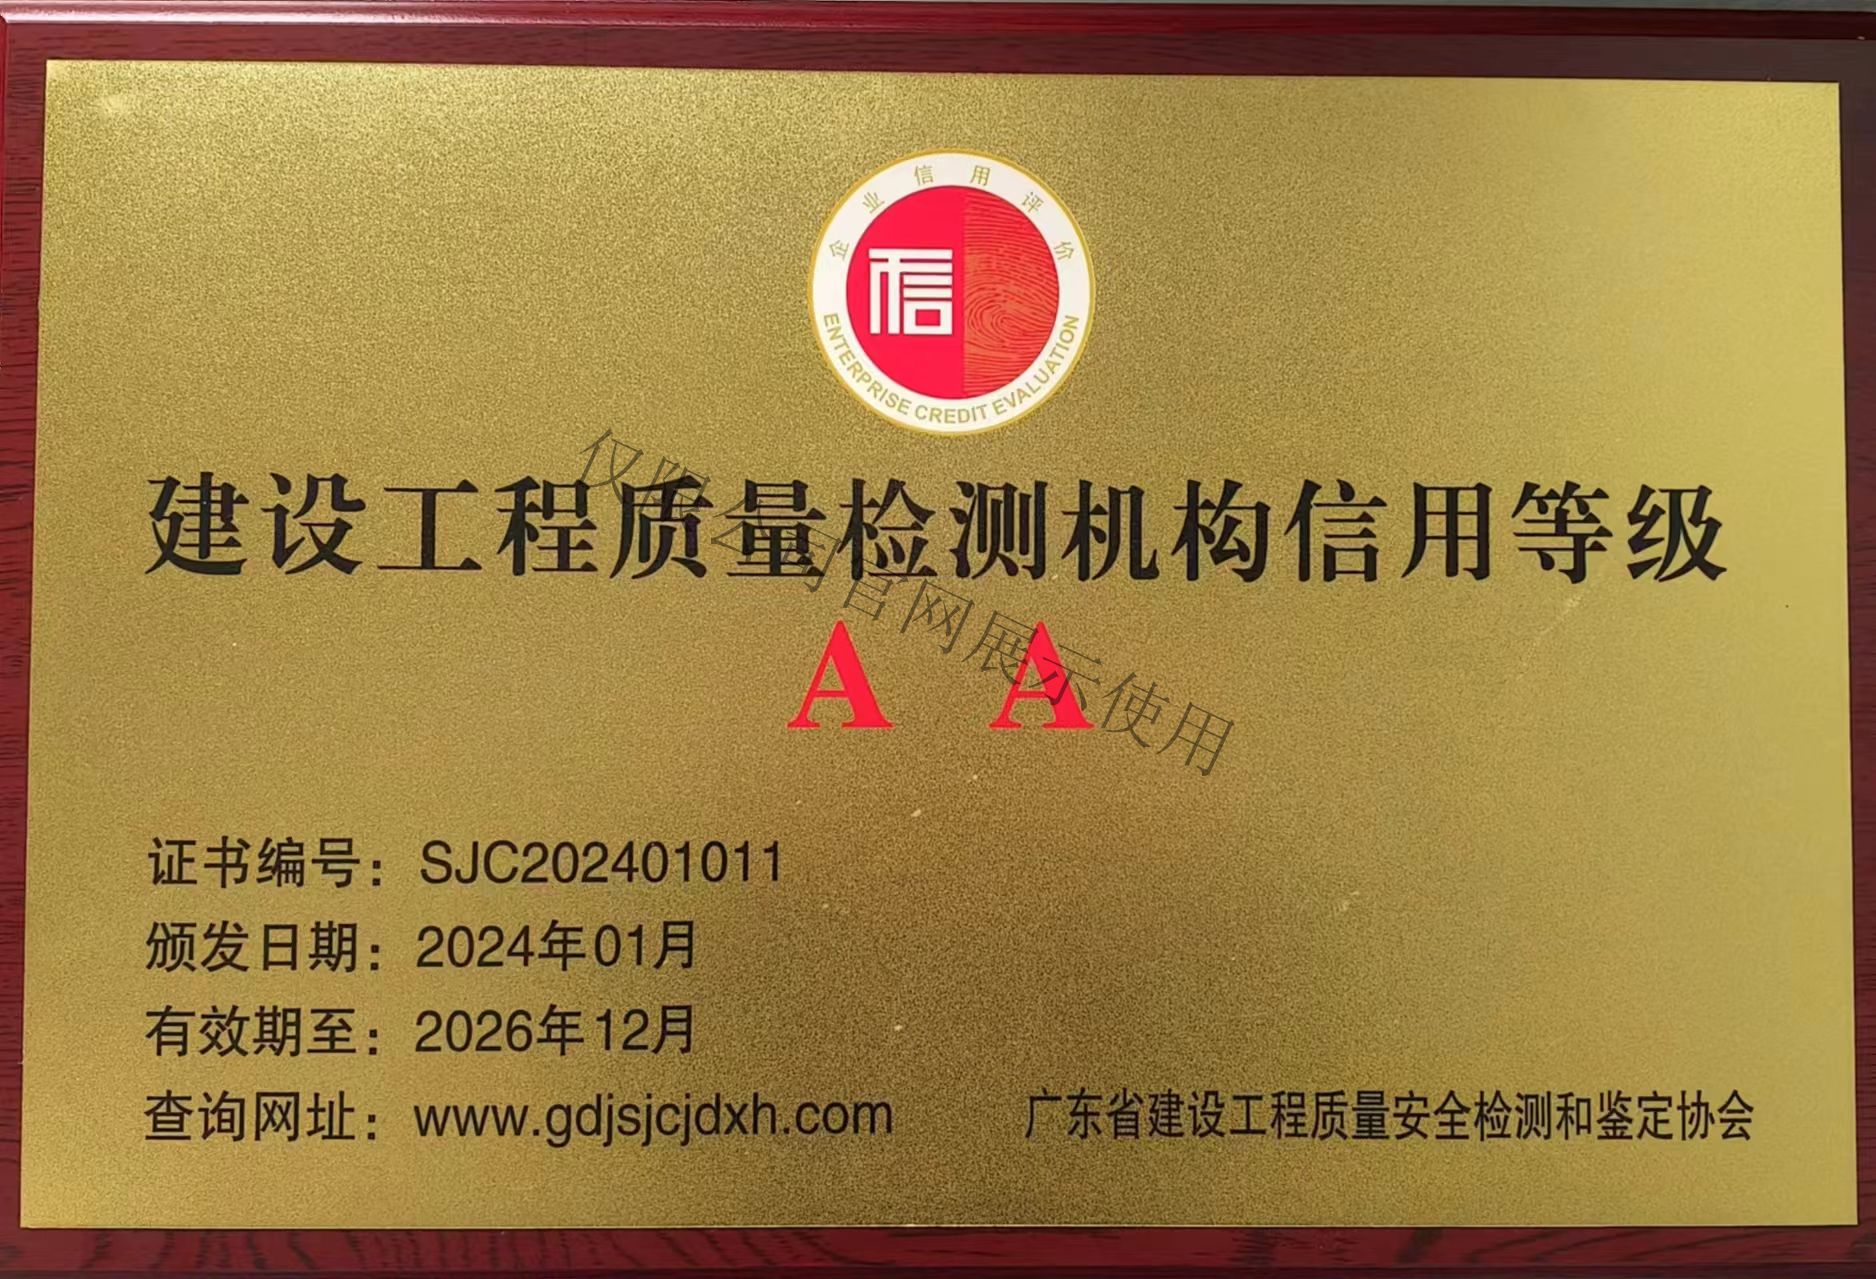 企业信用评价
信
ENTERPRISE CREDIT EVALUATION
建设工程质量检测机构信用等级
A A
仅限公司官网展示使用
证书编号：SJC202401011
颁发日期：2024年01月
有效期至：2026年12月
查询网址：www.gdjsjcjdxh.com
广东省建设工程质量安全检测和鉴定协会